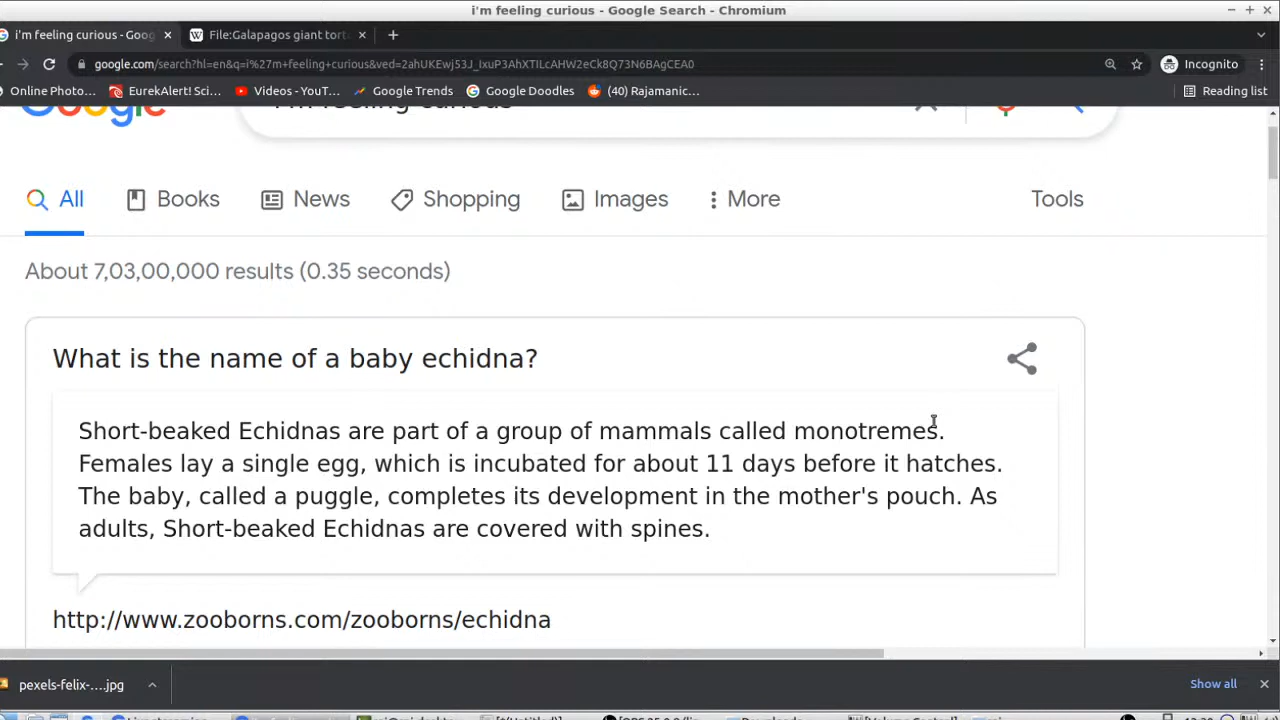 i'm feeling curious - Google Search - Chromium
i'm feeling curious - Goog
File:Galapagos giant tort
google.com/search?hl=en&q=i%27m+feeling+curious&ved=2ahUKEwj53J_IxuP3AhXTILcAHW2eCk8Q73N6BAgCEA0
Incognito
Online Photo... EurekAlert! Sci... Videos - YouT... Google Trends Google Doodles (40) Rajamanic... Reading list
Google
i'm feeling curious
All Books News Shopping Images More Tools
About 7,03,00,000 results (0.35 seconds)
What is the name of a baby echidna?
Short-beaked Echidnas are part of a group of mammals called monotremes.
Females lay a single egg, which is incubated for about 11 days before it hatches.
The baby, called a puggle, completes its development in the mother's pouch. As
adults, Short-beaked Echidnas are covered with spines.
http://www.zooborns.com/zooborns/echidna
pexels-felix-....jpg
Show all